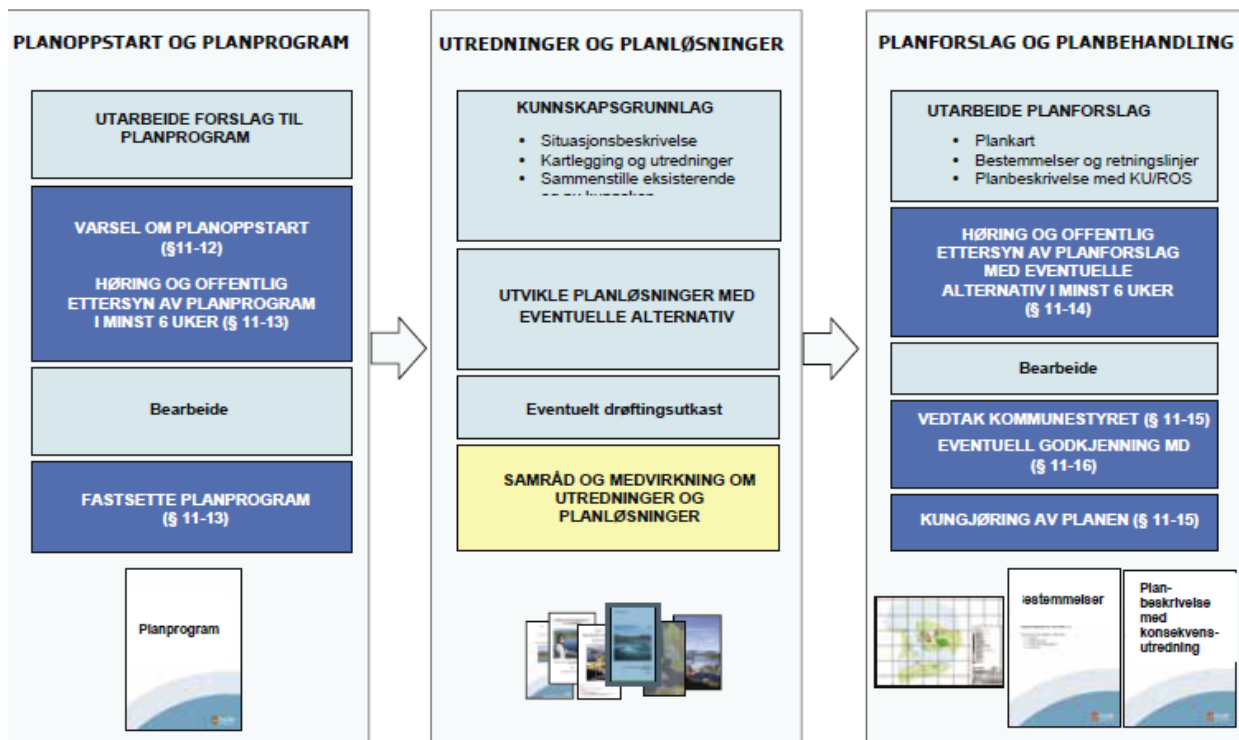 PLANOPPSTART OG PLANPROGRAM
UTARBEIDE FORSLAG TIL
PLANPROGRAM
VARSEL OM PLANOPPSTART
(§11-12)
HØRING OG OFFENTLIG
ETTERSYN AV PLANPROGRAM
I MINST 6 UKER (§ 11-13)
Bearbeide
FASTSETTE PLANPROGRAM
(§ 11-13)
Planprogram
UTREDNINGER OG PLANLØSNINGER
KUNNSKAPSGRUNNLAG
• Situasjonsbeskrivelse
• Kartlegging og utredninger
• Sammenstille eksisterende
UTVIKLE PLANLØSNINGER MED
EVENTUELLE ALTERNATIV
Eventuelt drøftingsutkast
SAMRÅD OG MEDVIRKNING OM
UTREDNINGER OG
PLANLØSNINGER
PLANFORSLAG OG PLANBEHANDLING
UTARBEIDE PLANFORSLAG
• Plankart
• Bestemmelser og retningslinjer
• Planbeskrivelse med KU/ROS
HØRING OG OFFENTLIG
ETTERSYN AV PLANFORSLAG
MED EVENTUELLE
ALTERNATIV I MINST 6 UKER
(§ 11-14)
Bearbeide
VEDTAK KOMMUNESTYRET (§ 11-15)
EVENTUELL GODKJENNING MD
(§ 11-16)
KUNGJØRING AV PLANEN (§ 11-15)
estemmelser
Plan-
beskrivelse
med
konsekvens-
utredning